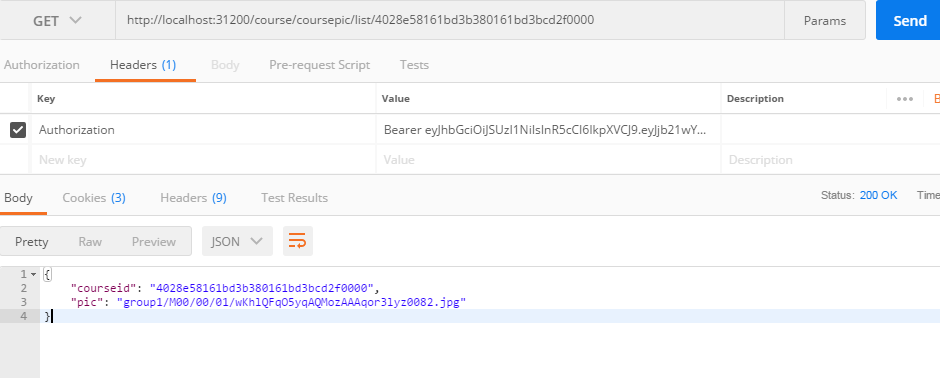 GET http://localhost:31200/course/coursepic/list/4028e58161bd3b380161bd3bcd2f0000 Params Send
Authorization Headers (1) Body Pre-request Script Tests
Key Value Description ••• B
Authorization Bearer eyJhbGciOiJSUzI1NiIsInR5cCI6IkpXVCJ9.eyJjb21wY...
New key Value Description
Body Cookies (3) Headers (9) Test Results Status: 200 OK Time
Pretty Raw Preview JSON
1 {
2 "courseid": "4028e58161bd3b380161bd3bcd2f0000",
3 "pic": "group1/M00/00/01/wKhlQFqO5yqAQMozAAAqor3lyz0082.jpg"
4 }